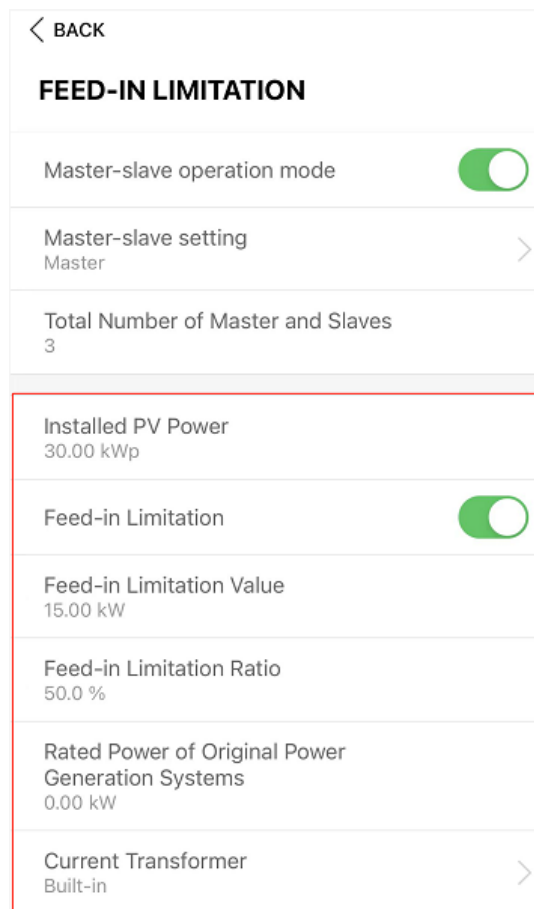 BACK
FEED-IN LIMITATION
Master-slave operation mode
Master-slave setting
Master
Total Number of Master and Slaves
3
Installed PV Power
30.00 kWp
Feed-in Limitation
Feed-in Limitation Value
15.00 kW
Feed-in Limitation Ratio
50.0 %
Rated Power of Original Power
Generation Systems
0.00 kW
Current Transformer
Built-in